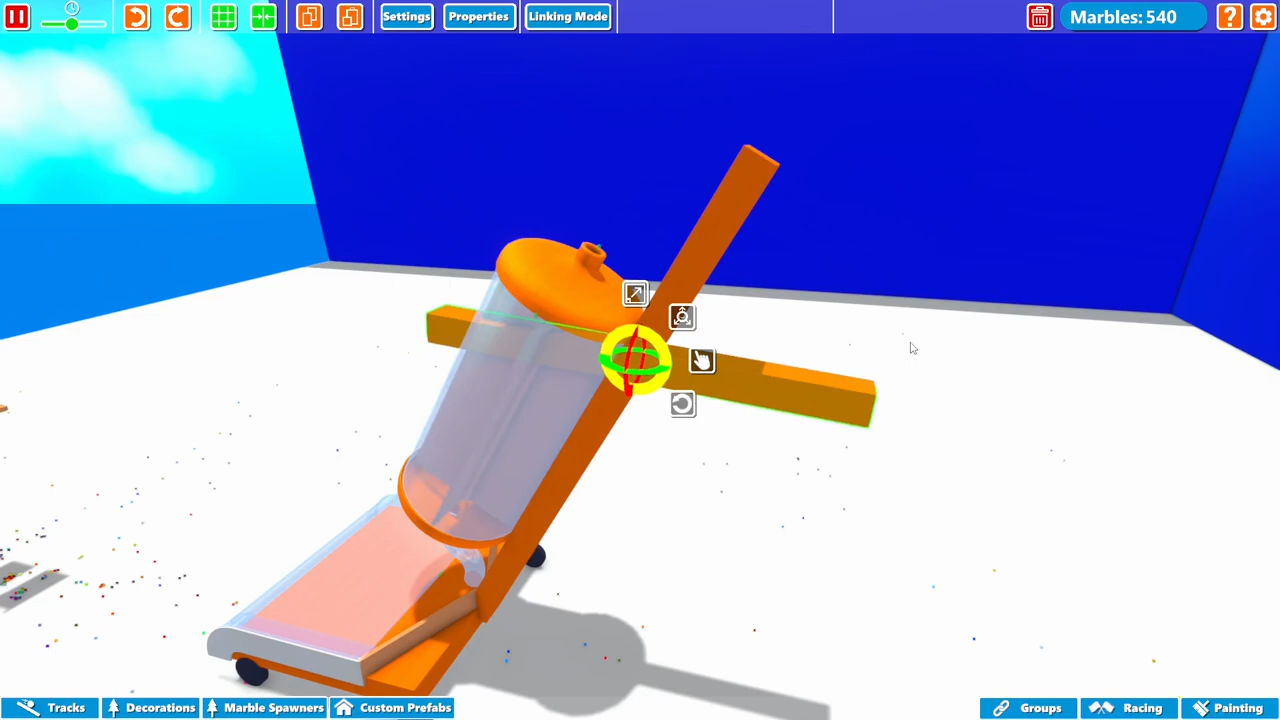 Settings
Properties
Linking Mode
Marbles: 540
?
Tracks
Decorations
Marble Spawners
Custom Prefabs
Groups
Racing
Painting